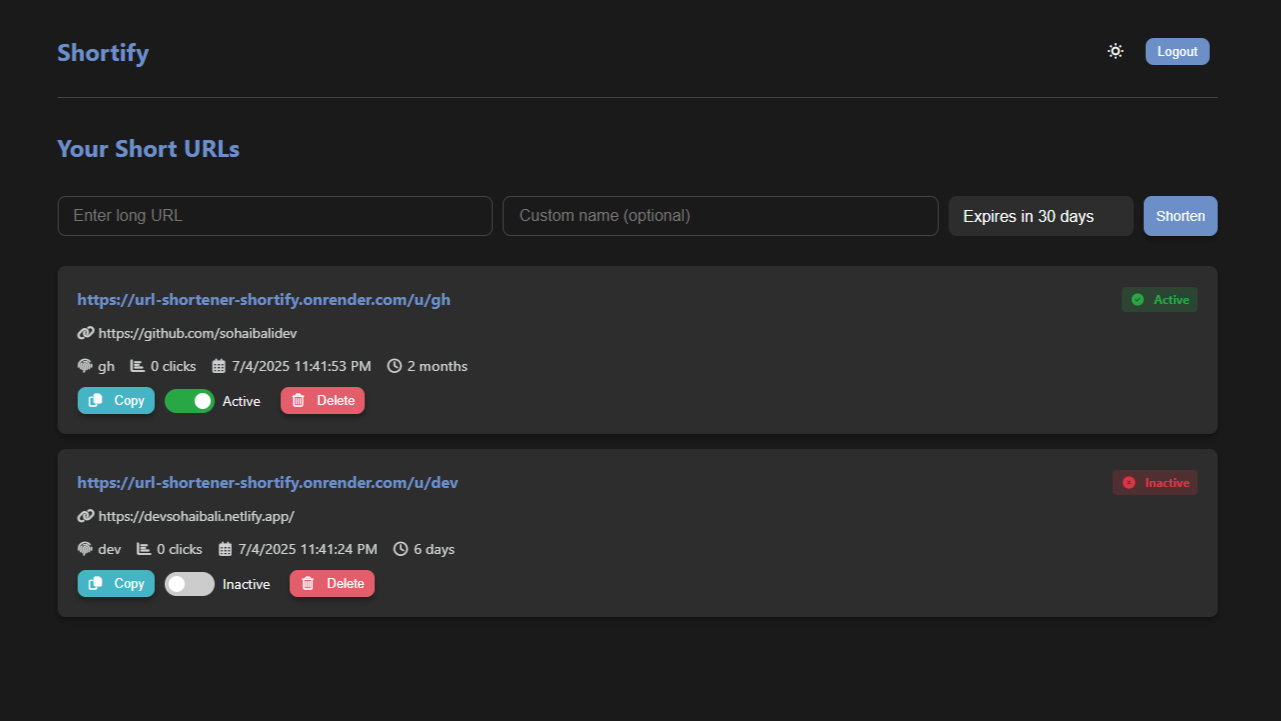 Shortify
Logout
Your Short URLs
Enter long URL
Custom name (optional)
Expires in 30 days
Shorten
https://url-shortener-shortify.onrender.com/u/gh
Active
https://github.com/sohaibalidev
gh 0 clicks 7/4/2025 11:41:53 PM 2 months
Copy Active Delete
https://url-shortener-shortify.onrender.com/u/dev
Inactive
https://devsohaibali.netlify.app/
dev 0 clicks 7/4/2025 11:41:24 PM 6 days
Copy Inactive Delete